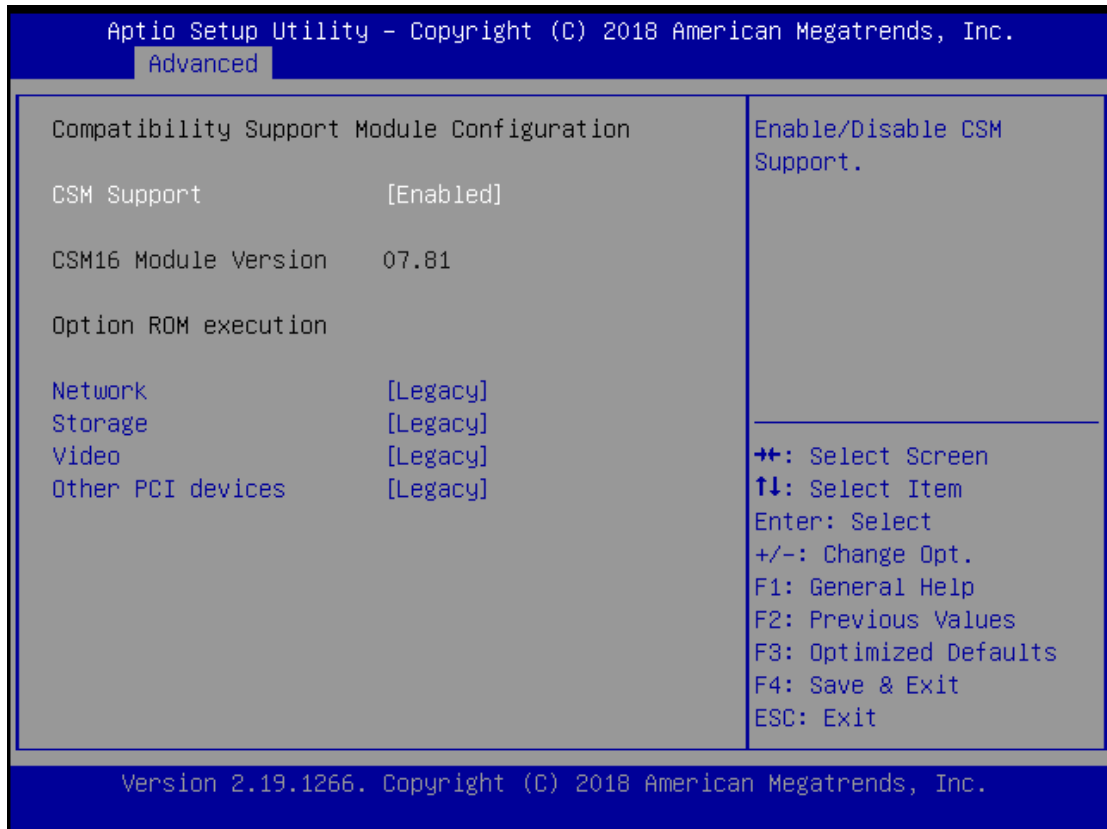 Aptio Setup Utility – Copyright (C) 2018 American Megatrends, Inc.
Advanced
Compatibility Support Module Configuration
CSM Support [Enabled]
CSM16 Module Version 07.81
Option ROM execution
Network [Legacy]
Storage [Legacy]
Video [Legacy]
Other PCI devices [Legacy]
Enable/Disable CSM
Support.
→←: Select Screen
↑↓: Select Item
Enter: Select
+/-: Change Opt.
F1: General Help
F2: Previous Values
F3: Optimized Defaults
F4: Save & Exit
ESC: Exit
Version 2.19.1266. Copyright (C) 2018 American Megatrends, Inc.